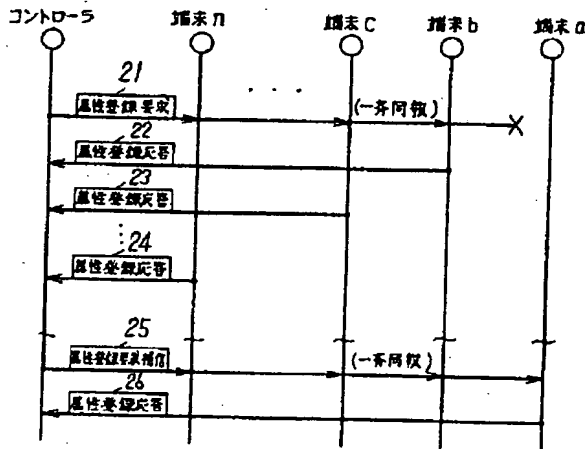 コントローラ
端末n
端末c
端末b
端末a
21
属性登録要求
・・・
(一斉同報)
22
属性登録応答
23
属性登録応答
24
属性登録応答
25
属性登録要求補信
(一斉同報)
26
属性登録応答